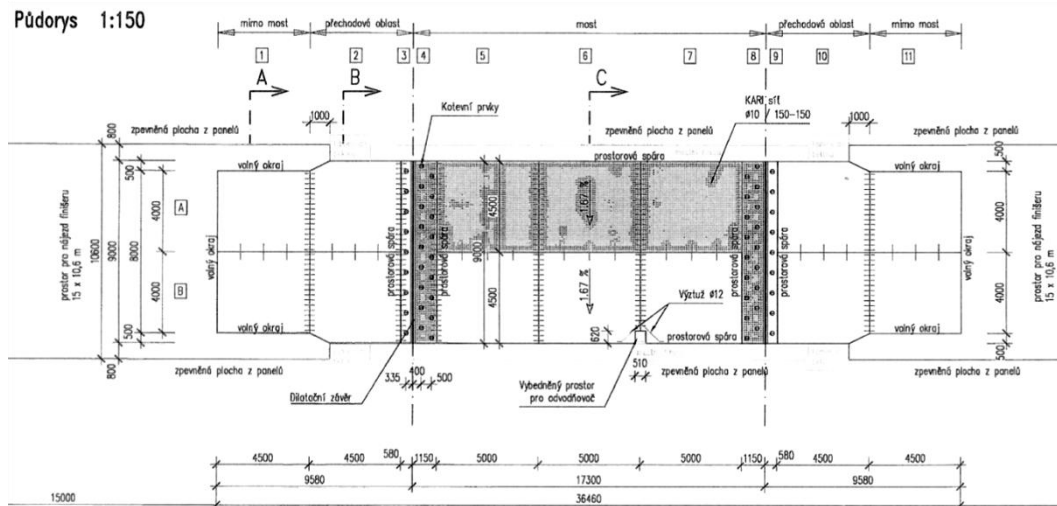 Půdorys 1:150
mimo most
přechodová oblast
most
přechodová oblast
mimo most
1
2
3
4
5
6
7
8
9
10
11
A
B
C
Kotevní prvky
KARI síť
ø10 / 150-150
1000
1000
zpevněná plocha z panelů
zpevněná plocha z panelů
zpevněná plocha z panelů
prostorová spára
volný okraj
volný okraj
800
500
500
A
B
4000
4000
8000
9000
10600
500
800
prostor pro nájezd finišeru
15 x 10,6 m
volný okraj
prostorová spára
prostorová spára
4500
9000
4500
1.67 %
1.67 %
prostorová spára
prostorová spára
volný okraj
4000
4000
500
prostor pro nájezd finišeru
15 x 10,6 m
Výztuž ø12
volný okraj
620
prostorová spára
volný okraj
zpevněná plocha z panelů
335
400
500
510
zpevněná plocha z panelů
zpevněná plocha z panelů
Dilatační závěr
Vybedněný prostor
pro odvodňovač
4500
4500
580
1150
5000
5000
5000
1150
580
4500
4500
9580
17300
9580
15000
36460